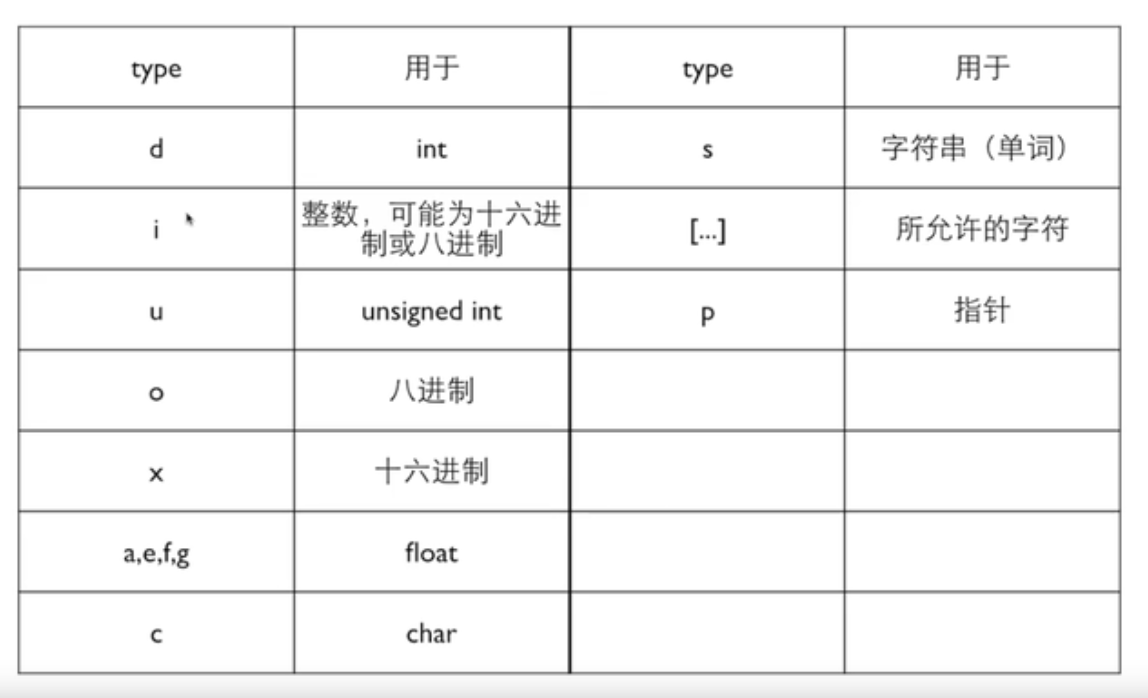 type 用于 type 用于
d int s 字符串（单词）
i 整数，可能为十六进
制或八进制 [...] 所允许的字符
u unsigned int p 指针
o 八进制
x 十六进制
a,e,f,g float
c char